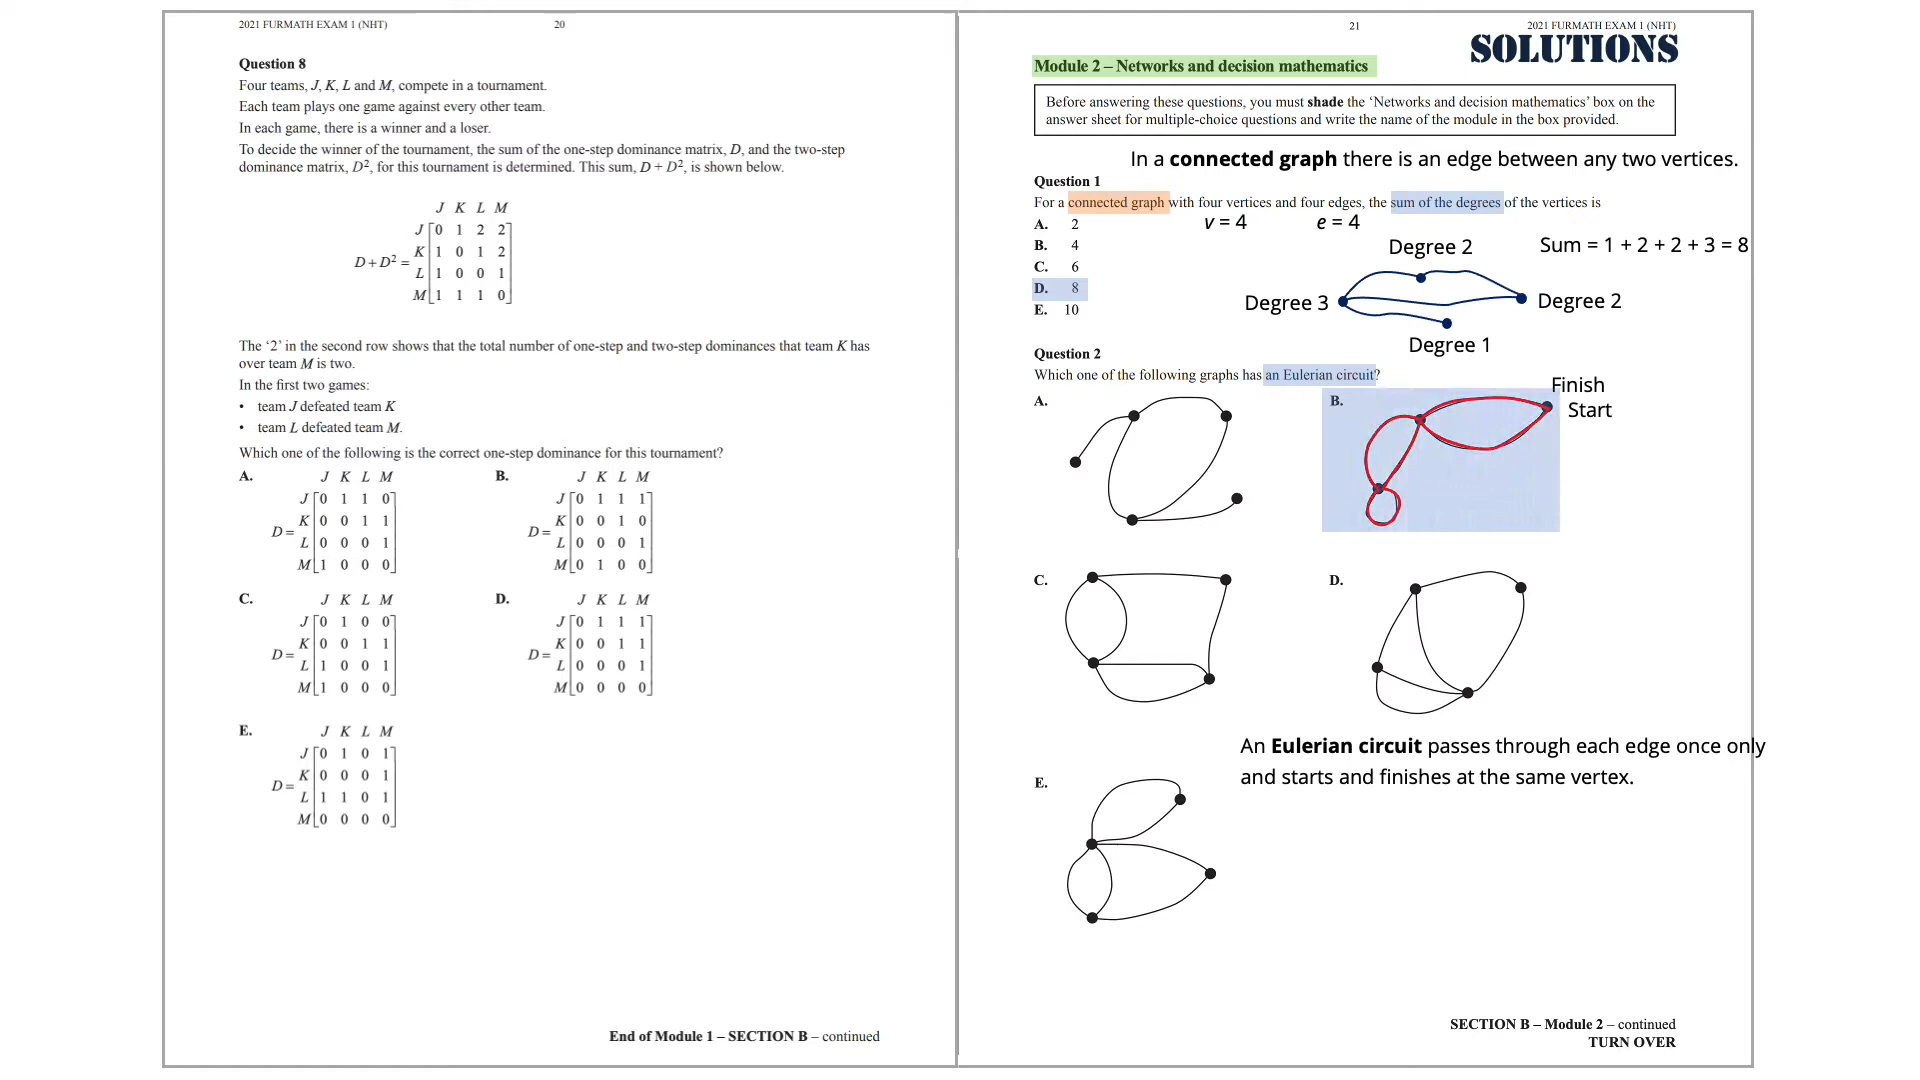 2021 FURMATH EXAM 1 (NHT)
20
Question 8
Four teams, J, K, L and M, compete in a tournament.
Each team plays one game against every other team.
In each game, there is a winner and a loser.
To decide the winner of the tournament, the sum of the one-step dominance matrix, D, and the two-step
dominance matrix, D², for this tournament is determined. This sum, D + D², is shown below.
J K L M
J 0 1 2 2
K 1 0 1 2
D + D² =
L 1 0 0 1
M 1 1 1 0
The ‘2’ in the second row shows that the total number of one-step and two-step dominances that team K has
over team M is two.
In the first two games:
• team J defeated team K
• team L defeated team M.
Which one of the following is the correct one-step dominance for this tournament?
A.
J K L M
J 0 1 1 0
K 0 0 1 1
D =
L 0 0 0 1
M 1 0 0 0
B.
J K L M
J 0 1 1 1
K 0 0 1 0
D =
L 0 0 0 1
M 0 1 0 0
C.
J K L M
J 0 1 0 0
K 0 0 1 1
D =
L 1 0 0 1
M 1 0 0 0
D.
J K L M
J 0 1 1 1
K 0 0 1 1
D =
L 0 0 0 1
M 0 0 0 0
E.
J K L M
J 0 1 0 1
K 0 0 0 1
D =
L 1 1 0 1
M 0 0 0 0
End of Module 1 – SECTION B – continued
21
2021 FURMATH EXAM 1 (NHT)
SOLUTIONS
Module 2 – Networks and decision mathematics
Before answering these questions, you must shade the ‘Networks and decision mathematics’ box on the
answer sheet for multiple-choice questions and write the name of the module in the box provided.
In a connected graph there is an edge between any two vertices.
Question 1
For a connected graph with four vertices and four edges, the sum of the degrees of the vertices is
v = 4
e = 4
A. 2
B. 4
C. 6
D. 8
E. 10
Degree 2
Sum = 1 + 2 + 2 + 3 = 8
Degree 3
Degree 2
Degree 1
Question 2
Which one of the following graphs has an Eulerian circuit?
Finish
Start
A.
B.
C.
D.
An Eulerian circuit passes through each edge once only
and starts and finishes at the same vertex.
E.
SECTION B – Module 2 – continued
TURN OVER